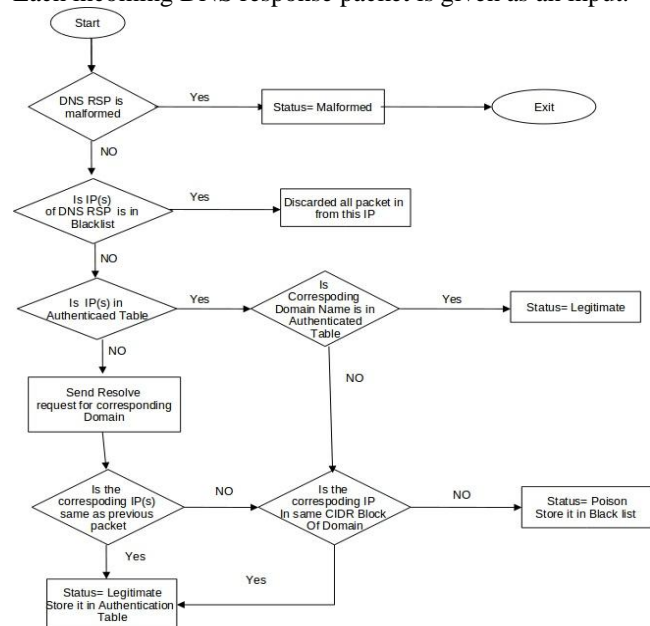 Each incoming DNS response packet is given as an input.
Start
DNS RSP is
malformed
Yes
Status= Malformed
Exit
NO
Is IP(s)
of DNS RSP is in
Blacklist
Yes
Discarded all packet in
from this IP
NO
Is IP(s) in
Authenticaed Table
Yes
Is
Correspoding
Domain Name is in
Authenticated
Table
Yes
Status= Legitimate
NO
NO
Send Resolve
request for corresponding
Domain
Is the
correspoding IP(s)
same as previous
packet
NO
Is the
correspoding IP
In same CIDR Block
Of Domain
NO
Status= Poison
Store it in Black list
Yes
Yes
Status= Legitimate
Store it in Authentication
Table